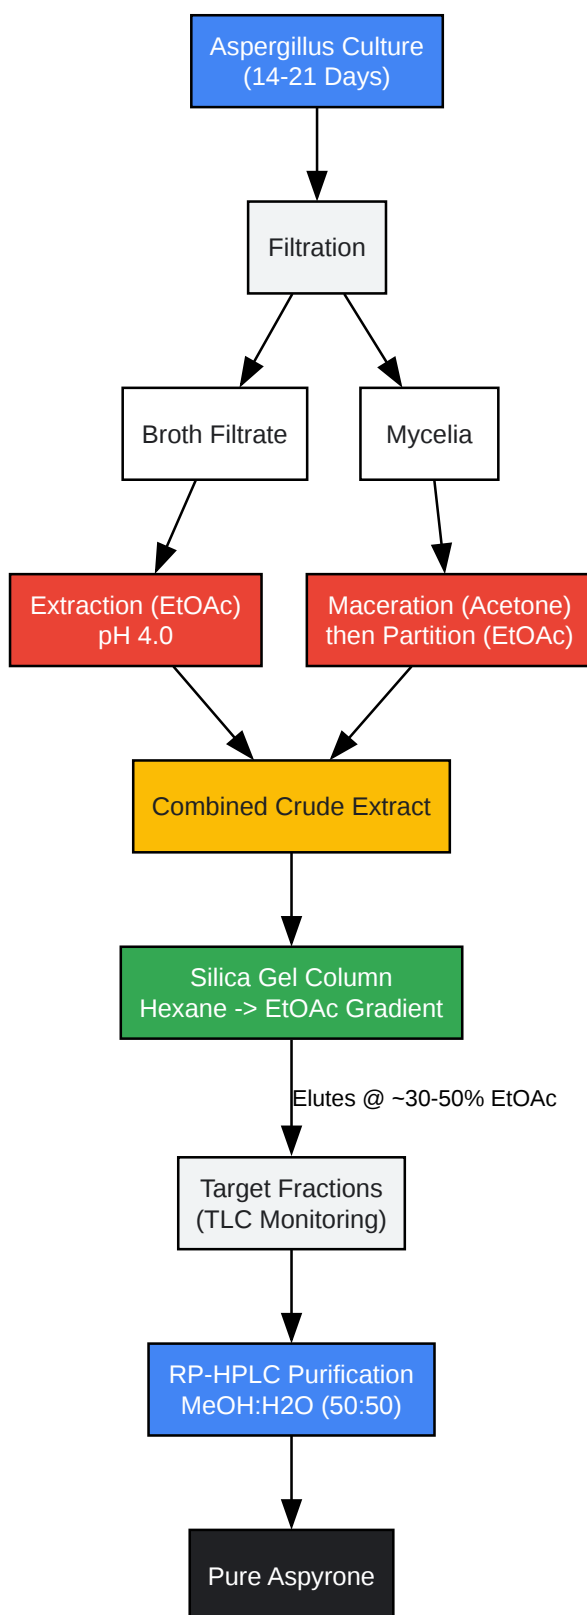 Aspergillus Culture
(14-21 Days)
Filtration
Broth Filtrate
Mycelia
Extraction (EtOAc)
pH 4.0
Maceration (Acetone)
then Partition (EtOAc)
Combined Crude Extract
Silica Gel Column
Hexane -> EtOAc Gradient
Elutes @ ~30-50% EtOAc
Target Fractions
(TLC Monitoring)
RP-HPLC Purification
MeOH:H2O (50:50)
Pure Aspyrone